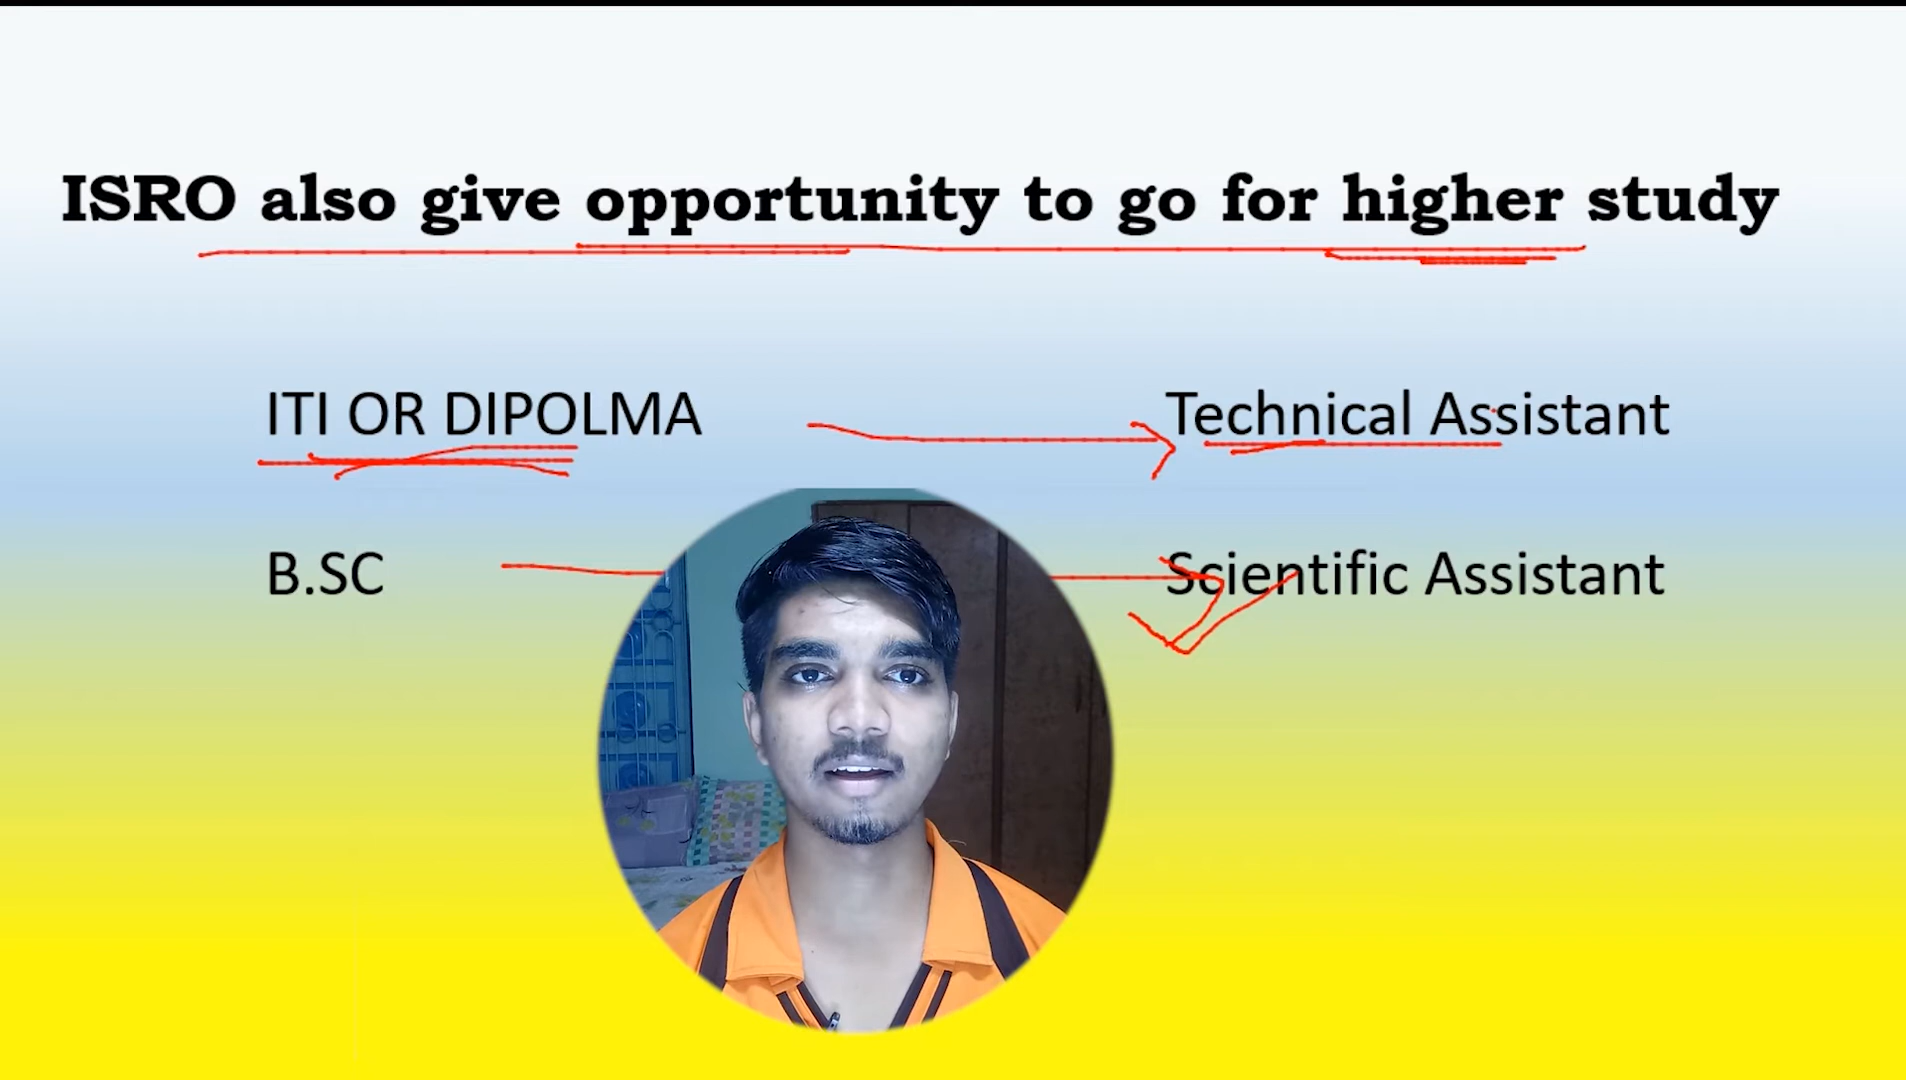 ISRO also give opportunity to go for higher study
ITI OR DIPOLMA
Technical Assistant
B.SC
Scientific Assistant